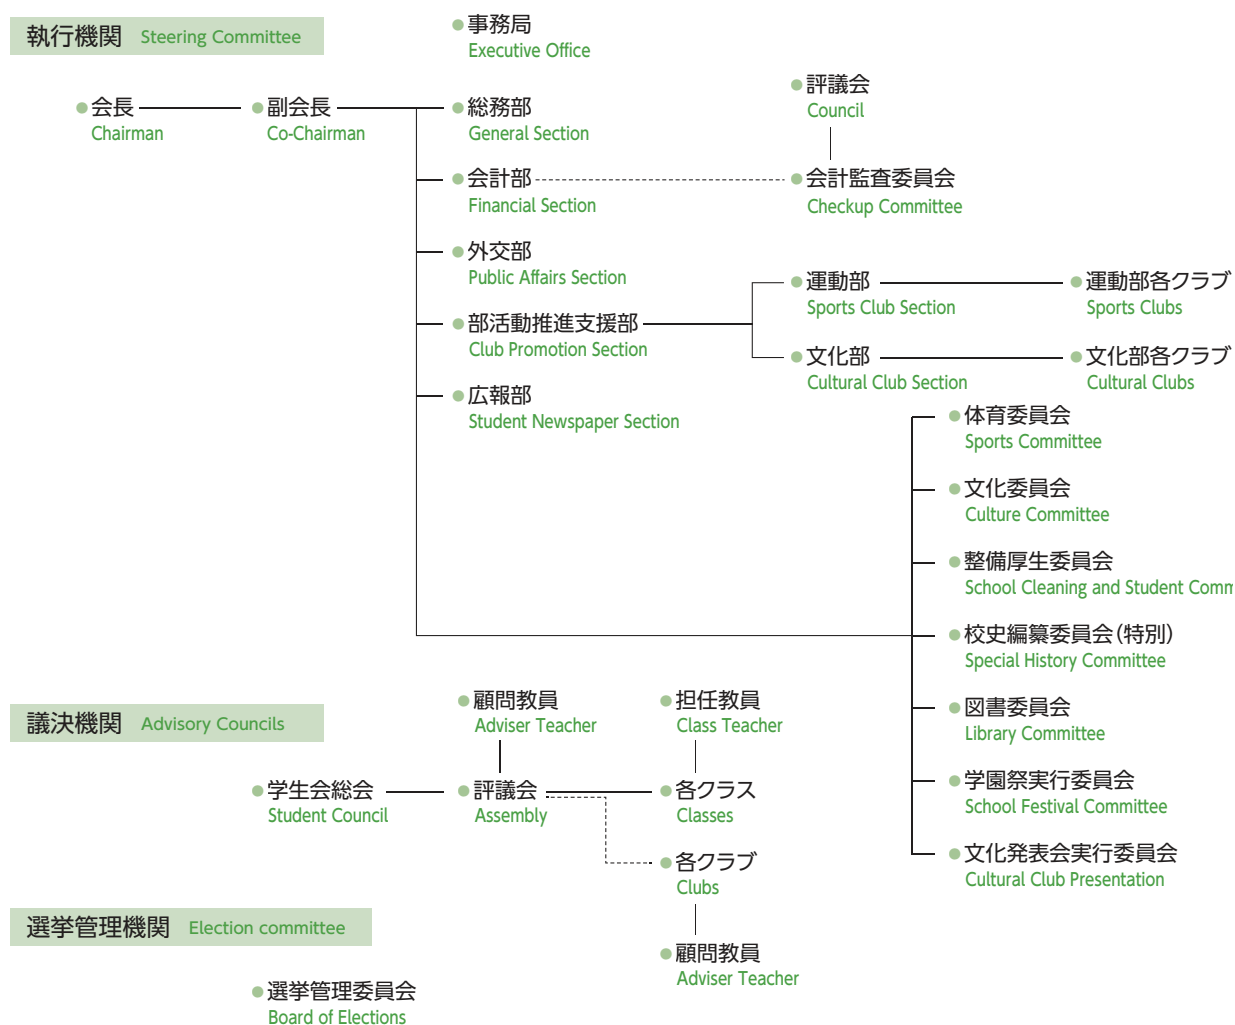 執行機関 Steering Committee
事務局
Executive Office
会長
Chairman
副会長
Co-Chairman
総務部
General Section
評議会
Council
会計部
Financial Section
会計監査委員会
Checkup Committee
外交部
Public Affairs Section
部活動推進支援部
Club Promotion Section
運動部
Sports Club Section
運動部各クラブ
Sports Clubs
文化部
Cultural Club Section
文化部各クラブ
Cultural Clubs
広報部
Student Newspaper Section
体育委員会
Sports Committee
文化委員会
Culture Committee
整備厚生委員会
School Cleaning and Student Comm
校史編纂委員会(特別)
Special History Committee
図書委員会
Library Committee
学園祭実行委員会
School Festival Committee
文化発表会実行委員会
Cultural Club Presentation
議決機関 Advisory Councils
顧問教員
Adviser Teacher
担任教員
Class Teacher
学生会総会
Student Council
評議会
Assembly
各クラス
Classes
各クラブ
Clubs
顧問教員
Adviser Teacher
選挙管理機関 Election committee
選挙管理委員会
Board of Elections